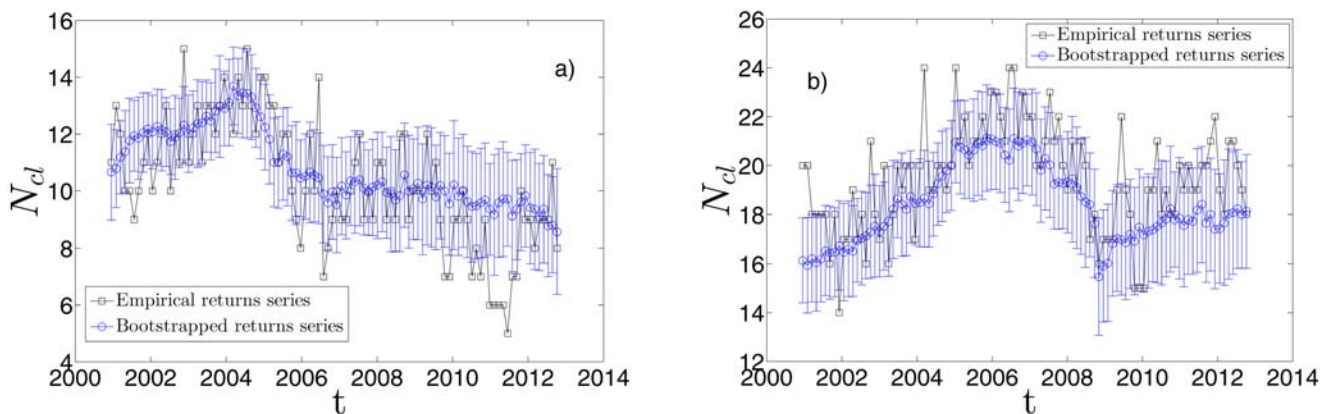 16
14
12
10
8
6
4
N_cl
a)
Empirical returns series
Bootstrapped returns series
2000 2002 2004 2006 2008 2010 2012 2014
t
26
24
22
20
18
16
14
12
N_cl
b)
Empirical returns series
Bootstrapped returns series
2000 2002 2004 2006 2008 2010 2012 2014
t